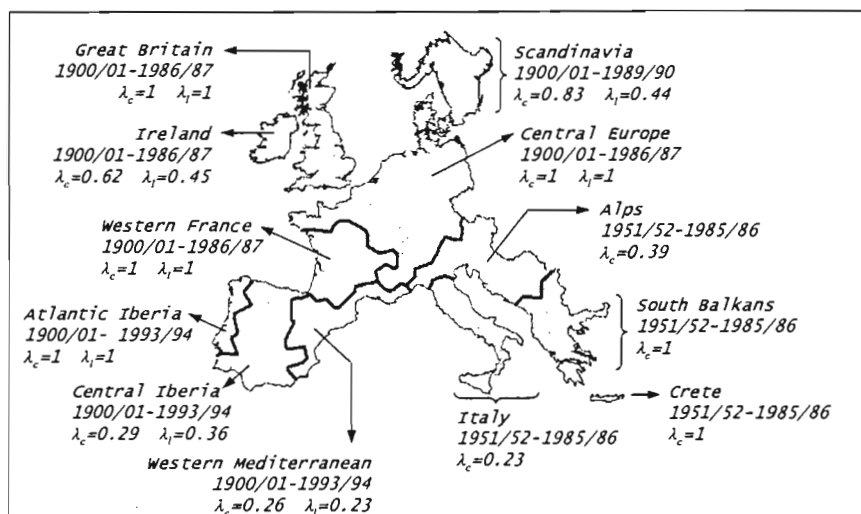 Great Britain
1900/01-1986/87
λc=1 λl=1
Scandinavia
1900/01-1989/90
λc=0.83 λl=0.44
Ireland
1900/01-1986/87
λc=0.62 λl=0.45
Central Europe
1900/01-1986/87
λc=1 λl=1
Western France
1900/01-1986/87
λc=1 λl=1
Alps
1951/52-1985/86
λc=0.39
Atlantic Iberia
1900/01- 1993/94
λc=1 λl=1
South Balkans
1951/52-1985/86
λc=1
Central Iberia
1900/01-1993/94
λc=0.29 λl=0.36
Italy
1951/52-1985/86
λc=0.23
Crete
1951/52-1985/86
λc=1
Western Mediterranean
1900/01-1993/94
λc=0.26 λl=0.23